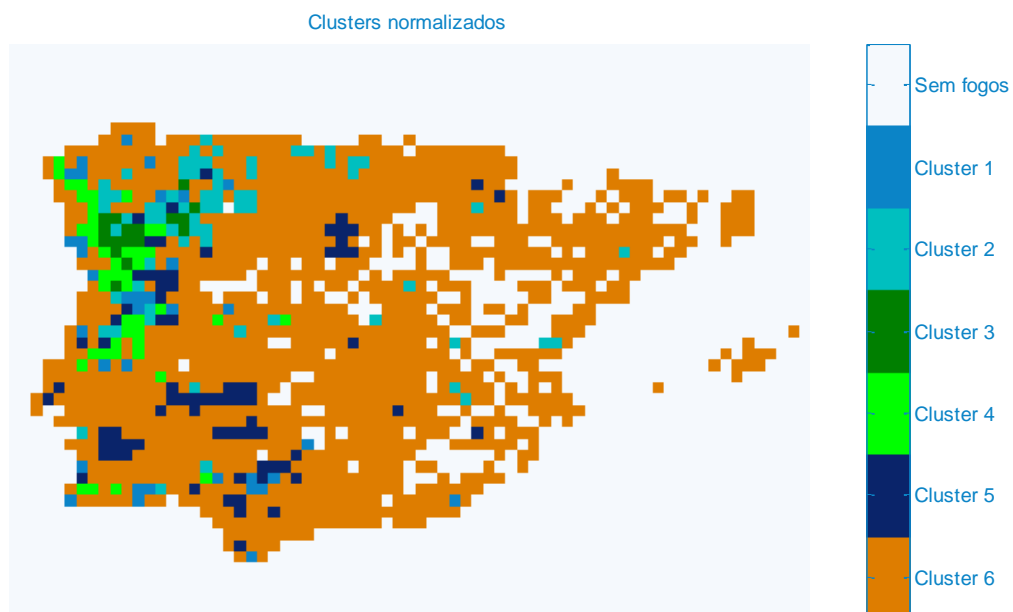 Clusters normalizados
Sem fogos
Cluster 1
Cluster 2
Cluster 3
Cluster 4
Cluster 5
Cluster 6